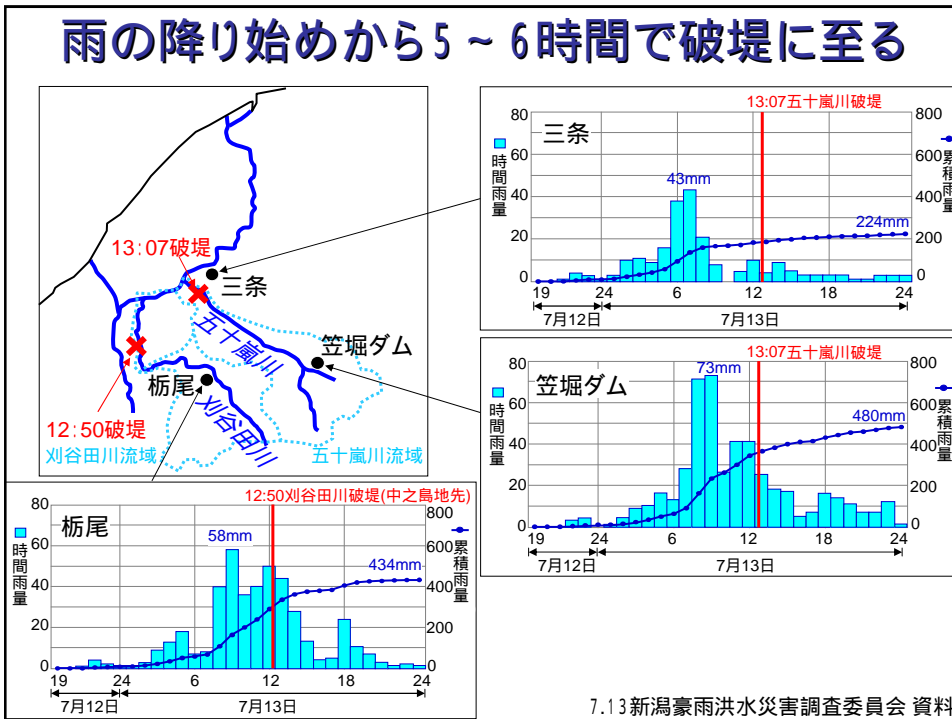 雨の降り始めから5~6時間で破堤に至る
13:07破堤
三条
五十嵐川
笠堀ダム
栃尾
刈谷田川
12:50破堤
刈谷田川流域
五十嵐川流域
13:07五十嵐川破堤
三条
時間雨量
累積雨量
80
60
40
20
0
800
600
400
200
0
43mm
224mm
19
24
6
12
18
24
7月12日
7月13日
13:07五十嵐川破堤
笠堀ダム
時間雨量
累積雨量
80
60
40
20
0
800
600
400
200
0
73mm
480mm
19
24
6
12
18
24
7月12日
7月13日
12:50刈谷田川破堤(中之島地先)
栃尾
時間雨量
累積雨量
80
60
40
20
0
800
600
400
200
0
58mm
434mm
19
24
6
12
18
24
7月12日
7月13日
7.13新潟豪雨洪水災害調査委員会 資料